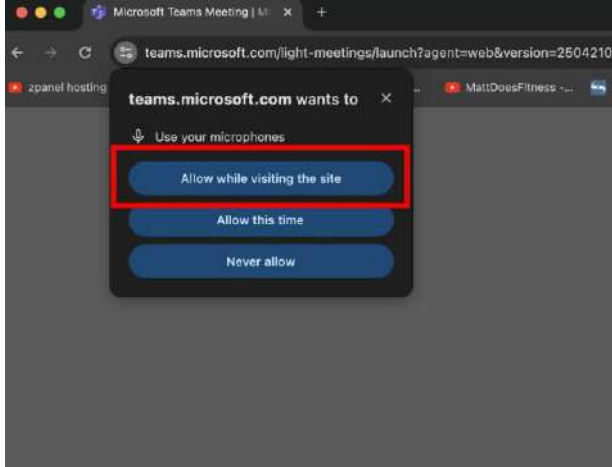 Microsoft Teams Meeting | M
teams.microsoft.com/light-meetings/launch?agent=web&version=2504210
zpanel hosting
MattDoesFitness -...
teams.microsoft.com wants to
Use your microphones
Allow while visiting the site
Allow this time
Never allow